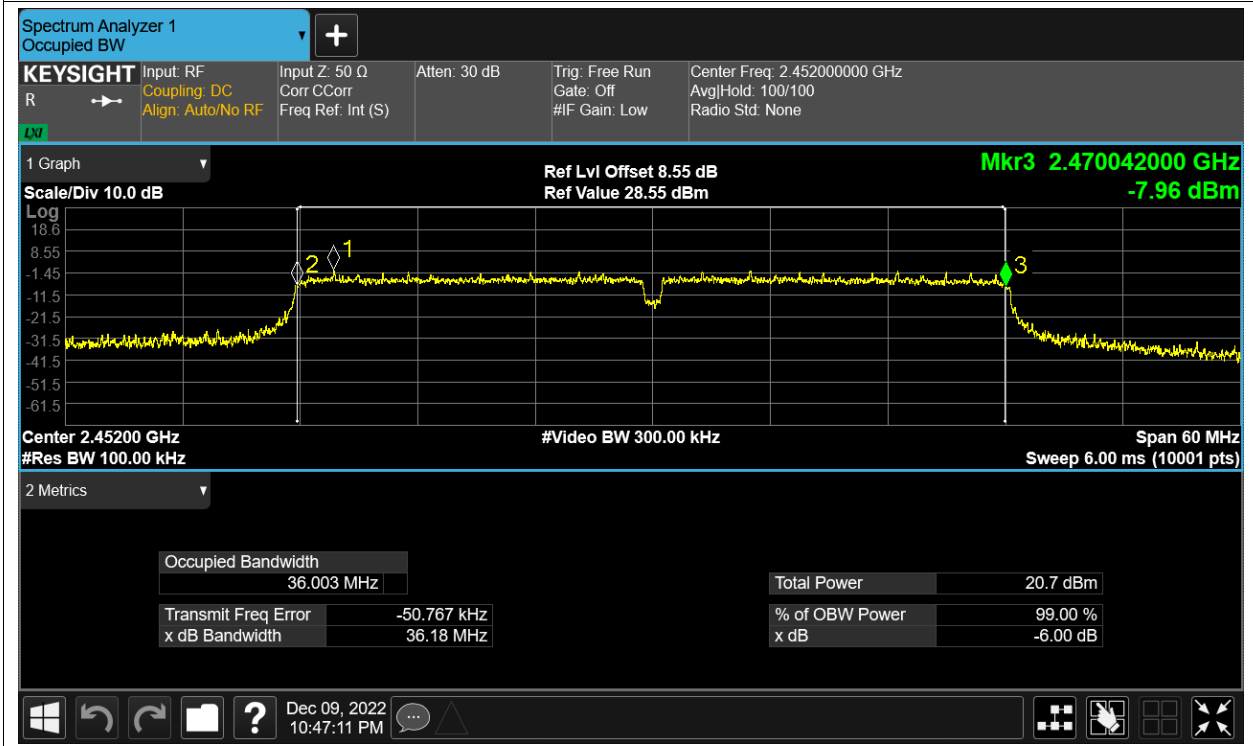 Spectrum Analyzer 1
Occupied BW
+
KEYSIGHT
R
LXI
Input: RF
Coupling: DC
Align: Auto/No RF
Input Z: 50 Ω
Corr CCorr
Freq Ref: Int (S)
Atten: 30 dB
Trig: Free Run
Gate: Off
#IF Gain: Low
Center Freq: 2.452000000 GHz
Avg|Hold: 100/100
Radio Std: None
1 Graph
Scale/Div 10.0 dB
Ref Lvl Offset 8.55 dB
Ref Value 28.55 dBm
Mkr3 2.470042000 GHz
-7.96 dBm
Log
18.6
8.55
-1.45
-11.5
-21.5
-31.5
-41.5
-51.5
-61.5
2
1
3
Center 2.45200 GHz
#Video BW 300.00 kHz
Span 60 MHz
#Res BW 100.00 kHz
Sweep 6.00 ms (10001 pts)
2 Metrics
Occupied Bandwidth
36.003 MHz
Transmit Freq Error -50.767 kHz
x dB Bandwidth 36.18 MHz
Total Power 20.7 dBm
% of OBW Power 99.00 %
x dB -6.00 dB
?
Dec 09, 2022
10:47:11 PM